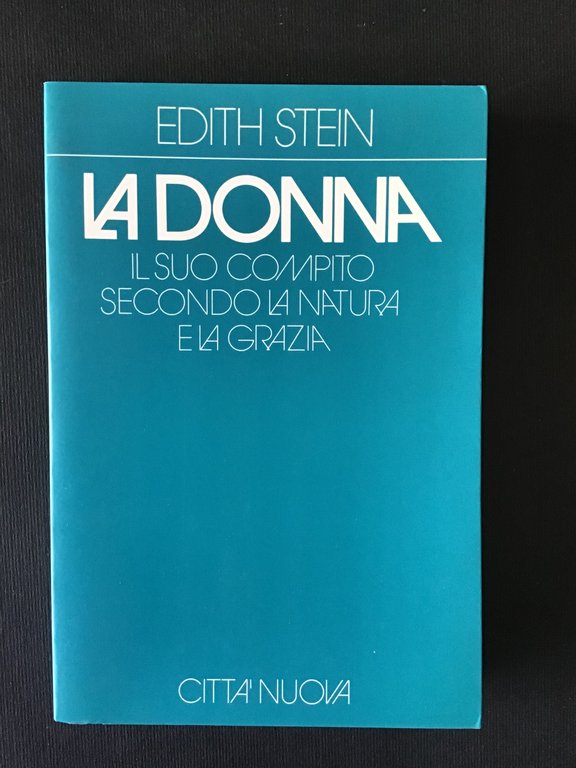 EDITH STEIN
LA DONNA
IL SUO COMPITO
SECONDO LA NATURA
E LA GRAZIA
CITTA' NUOVA